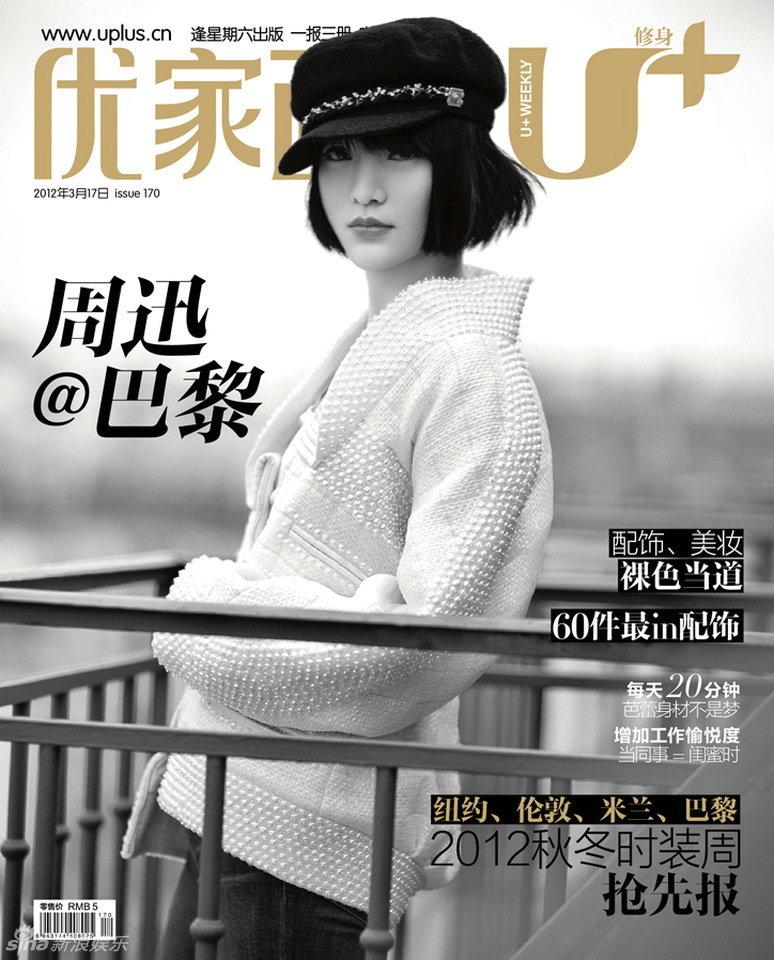 www.uplus.cn 逢星期六出版 一报三册
优家 U+
修身
U+ WEEKLY
2012年3月17日 issue 170
周迅
@巴黎
配饰、美妆
裸色当道
60件最in配饰
每天20分钟
芭蕾身材不是梦
增加工作愉悦度
当同事=闺蜜时
纽约、伦敦、米兰、巴黎
2012秋冬时装周
抢先报
零售价 RMB 5
170
sina新浪娱乐